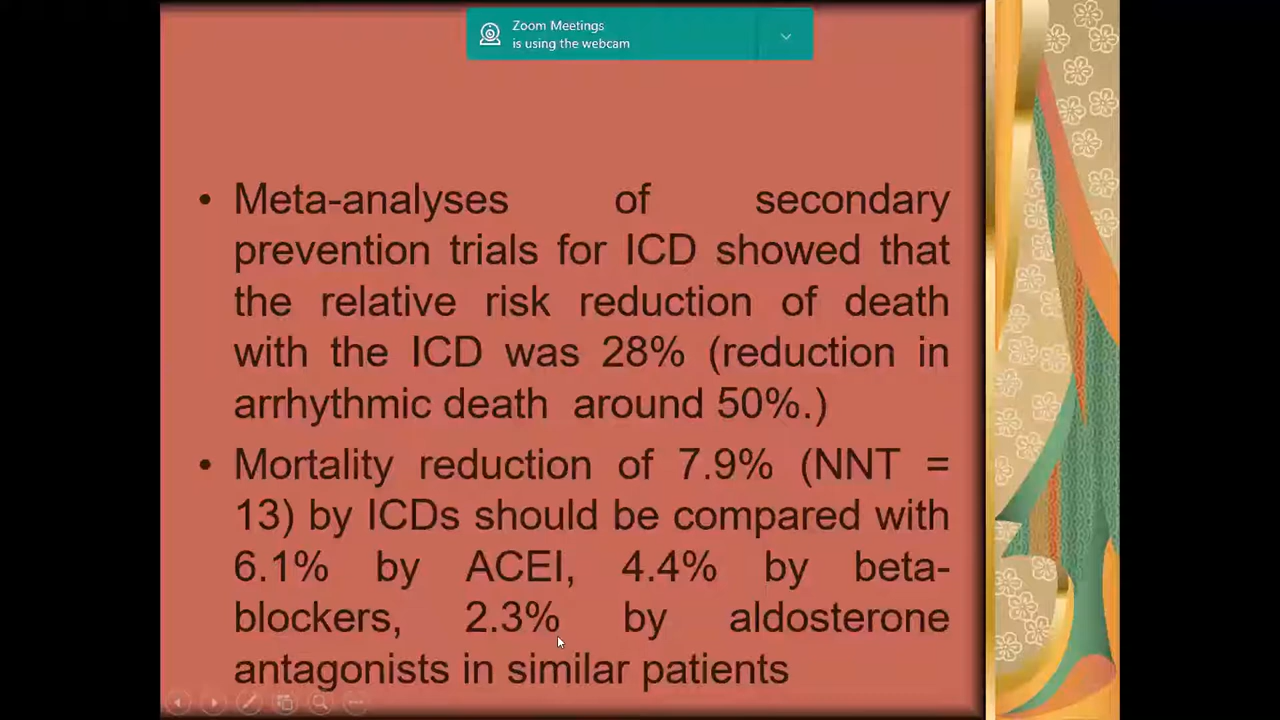 Zoom Meetings
is using the webcam
• Meta-analyses of secondary
prevention trials for ICD showed that
the relative risk reduction of death
with the ICD was 28% (reduction in
arrhythmic death around 50%.)
• Mortality reduction of 7.9% (NNT =
13) by ICDs should be compared with
6.1% by ACEI, 4.4% by beta-
blockers, 2.3% by aldosterone
antagonists in similar patients